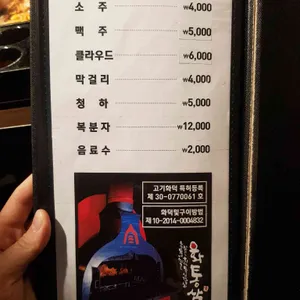 소 주 ₩4,000
맥 주 ₩5,000
클라우드 ₩6,000
막걸리 ₩4,000
청 하 ₩5,000
복분자 ₩12,000
음료수 ₩2,000
고기화덕 특허등록
제 30-0770061 호
화덕및구이방법
제 10-2014-0004832